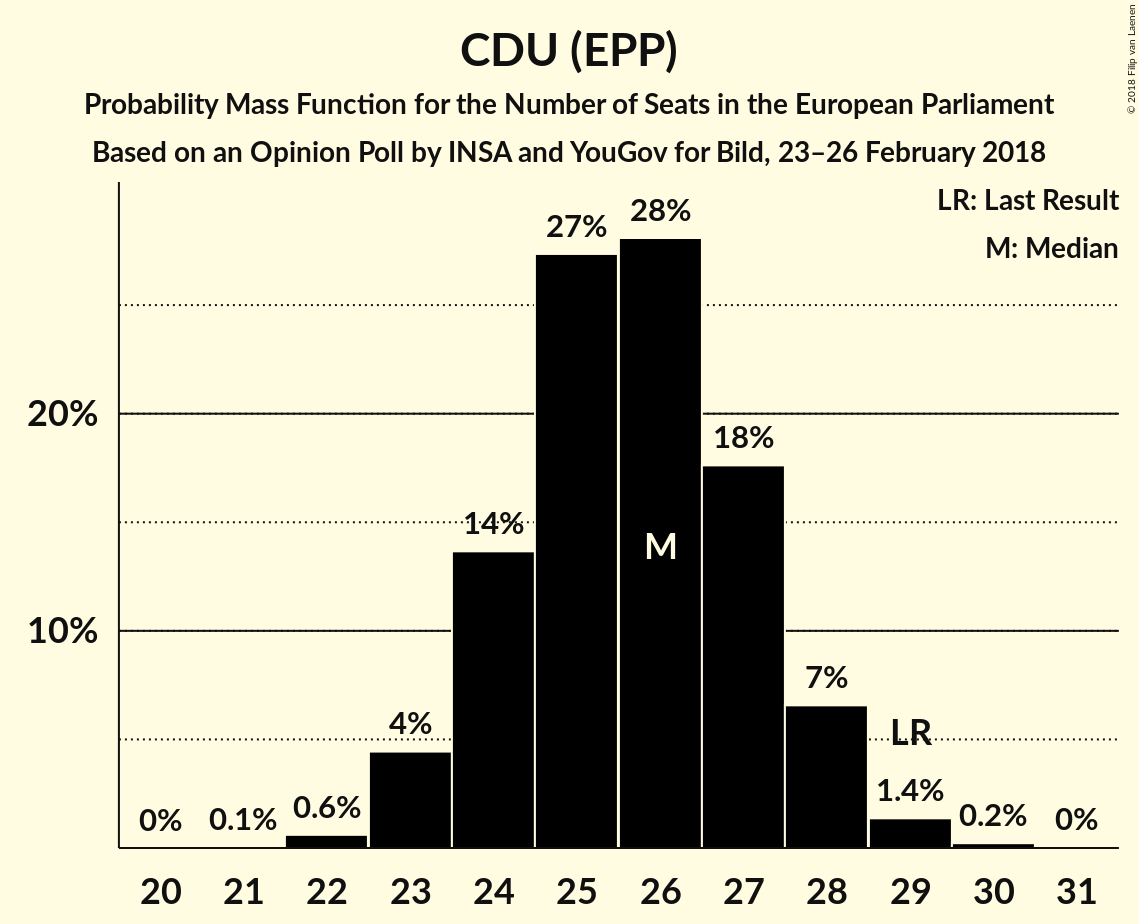 CDU (EPP)
Probability Mass Function for the Number of Seats in the European Parliament
Based on an Opinion Poll by INSA and YouGov for Bild, 23–26 February 2018
© 2018 Filip van Laenen
LR: Last Result
M: Median
28%
27%
20%
18%
14%
M
10%
7%
4%
LR
1.4%
0.6%
0.2%
0%
0.1%
0%
20 21 22 23 24 25 26 27 28 29 30 31